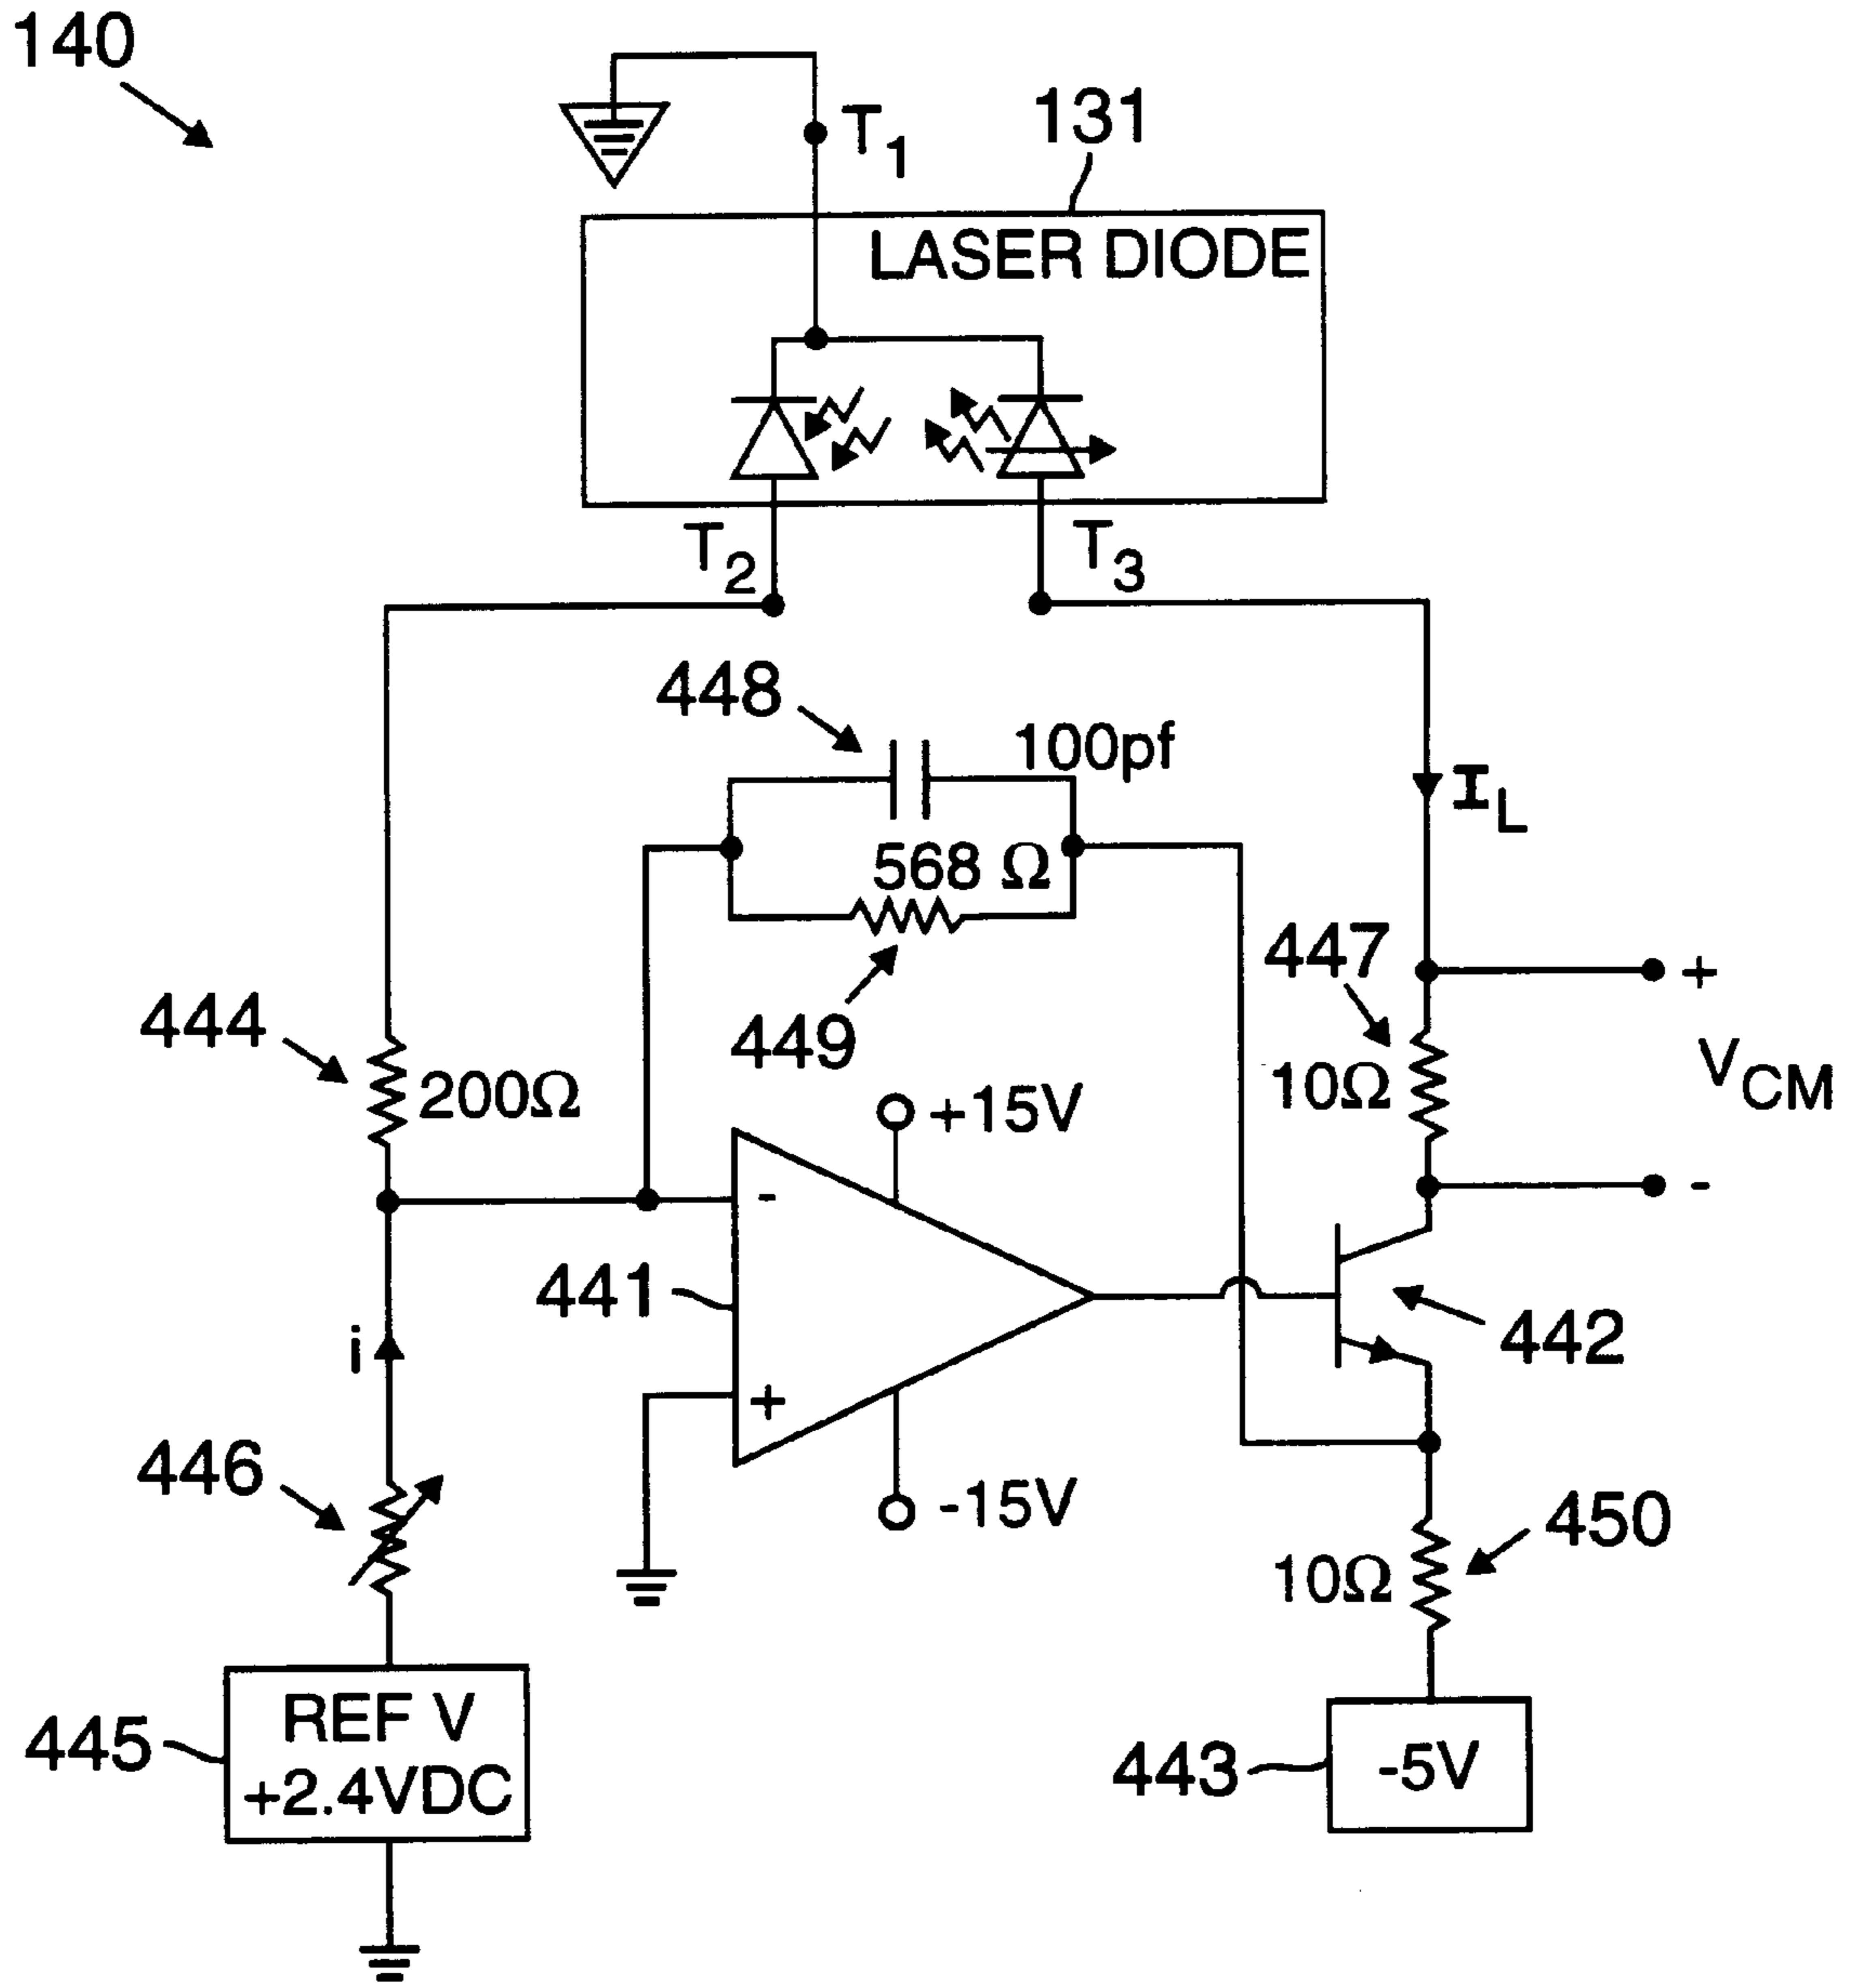 140
T1
131
LASER DIODE
T2
T3
448
100pf
IL
568 Ω
447
449
444
200Ω
+
10Ω
VCM
+15V
-
-
441
442
i
+
446
-15V
450
10Ω
REF V
445
+2.4VDC
443
-5V